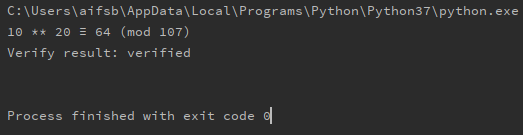 C:\Users\aifsb\AppData\Local\Programs\Python\Python37\python.exe
10 ** 20 ≡ 64 (mod 107)
Verify result: verified
Process finished with exit code 0